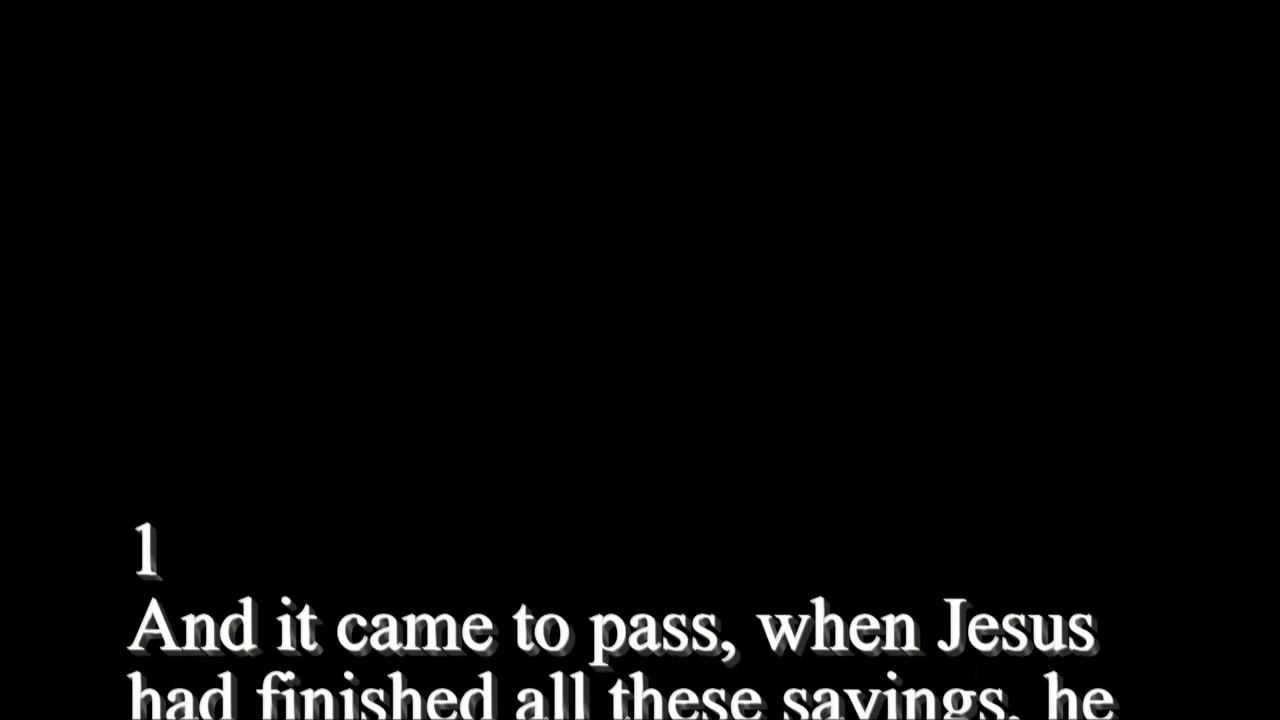 1
And it came to pass, when Jesus
had finished all these sayings, he